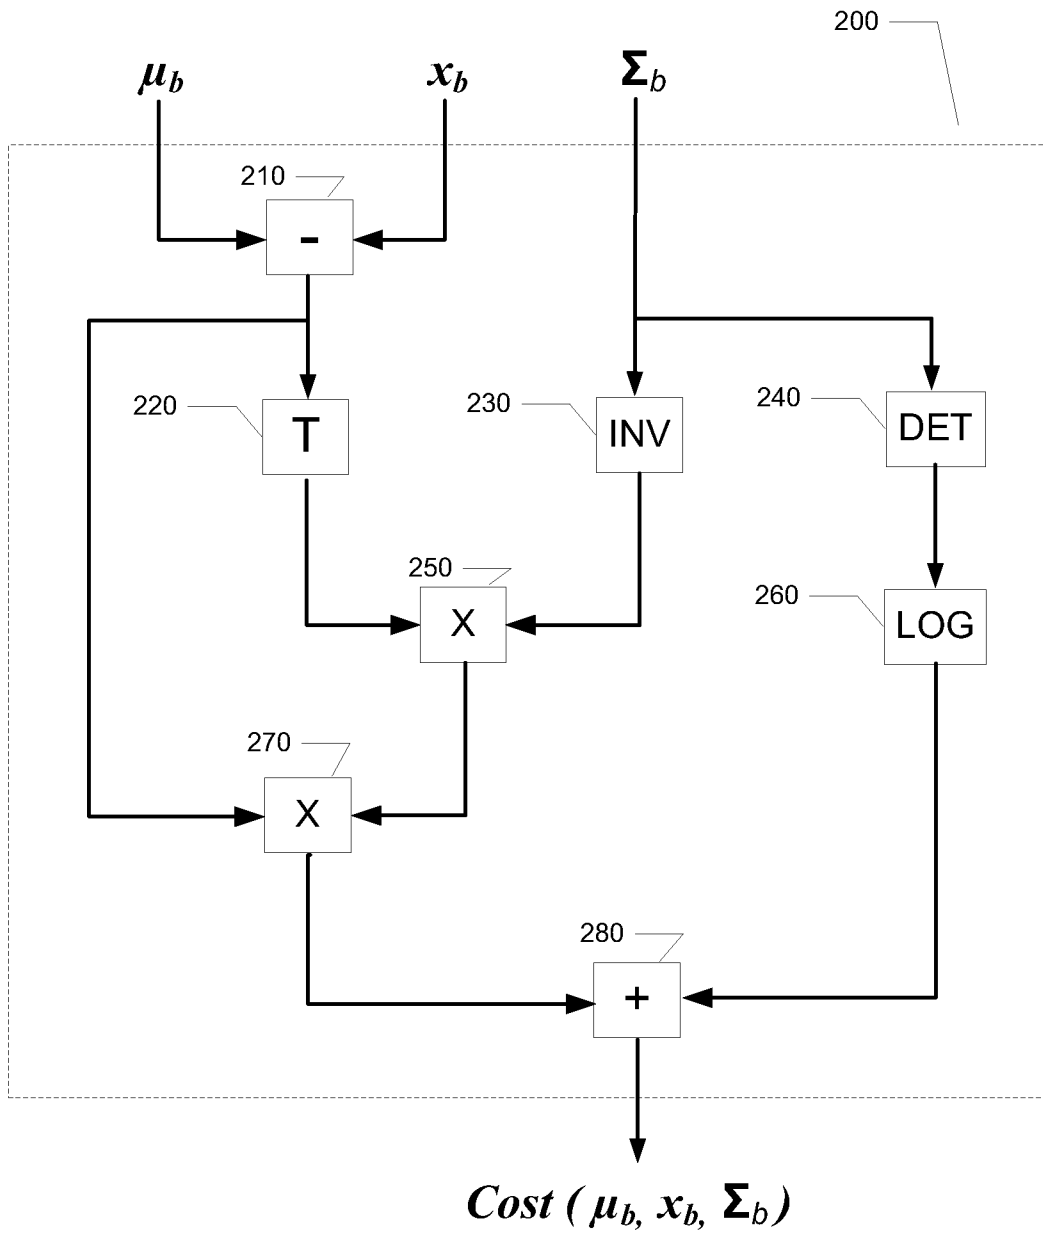 200
μb xb Σb
210
-
220 T 230 INV 240 DET
250
X
260 LOG
270
X
280
+
Cost ( μb, xb, Σb)